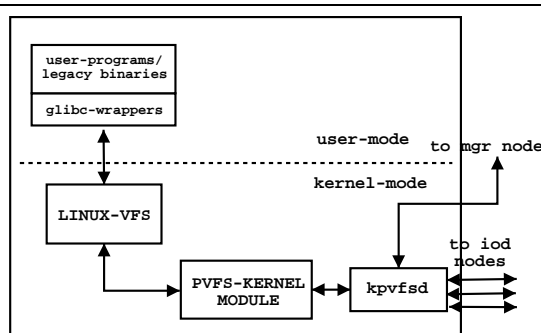 user-programs/
legacy binaries
glibc-wrappers
user-mode
to mgr node
kernel-mode
LINUX-VFS
to iod
nodes
PVFS-KERNEL
MODULE
kpvfsd